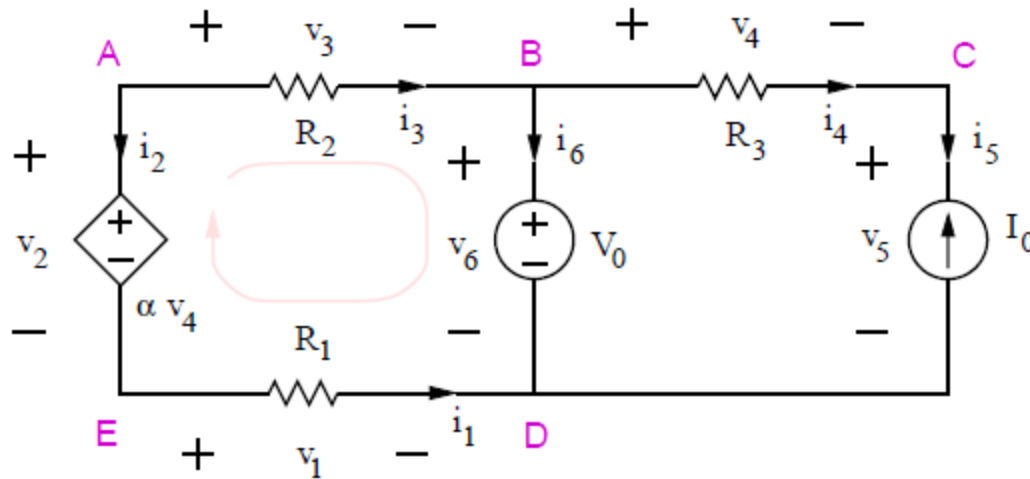 + v₃ − + v₄ −
A B C
R₂ i₃ R₃ i₄
+ i₂ + i₆ + i₅
v₂ + − v₆ + − V₀ v₅ I₀
α v₄
− R₁ − −
E i₁ D
+ v₁ −